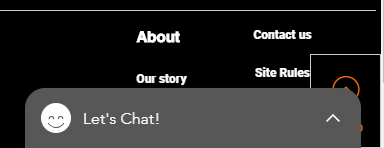 About
Contact us
Our story
Site Rules
Let's Chat!